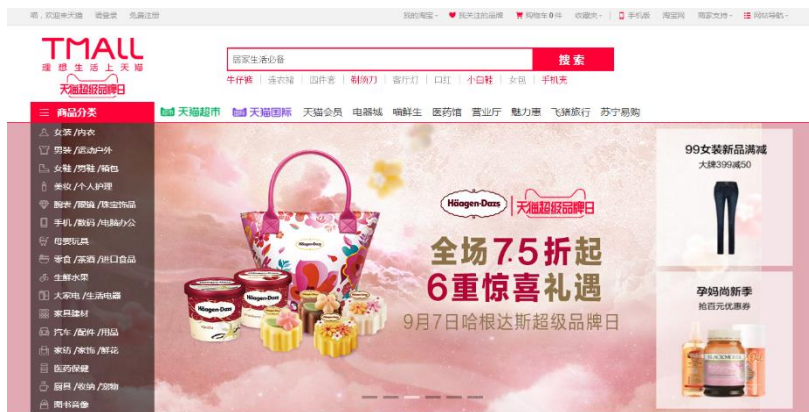 喵，欢迎来天猫 请登录 免费注册
我的淘宝 我关注的品牌 购物车0件 收藏夹 手机版 淘宝网 商家支持 网站导航
TMALL
理想生活上天猫
天猫超级品牌日
居家生活必备
搜索
牛仔裤 连衣裙 四件套 剃须刀 客厅灯 口红 小白鞋 女包 手机壳
商品分类
天猫超市 天猫国际 天猫会员 电器城 喵鲜生 医药馆 营业厅 魅力惠 飞猪旅行 苏宁易购
女装 /内衣
男装 /运动户外
女鞋 /男鞋 /箱包
美妆 /个人护理
腕表 /眼镜 /珠宝饰品
手机 /数码 /电脑办公
母婴玩具
零食 /茶酒 /进口食品
生鲜水果
大家电 /生活电器
家具建材
汽车 /配件 /用品
家纺 /家饰 /鲜花
医药保健
厨具 /收纳 /宠物
图书音像
Häagen-Dazs
天猫超级品牌日
全场7.5折起
6重惊喜礼遇
9月7日哈根达斯超级品牌日
Häagen-Dazs
Häagen-Dazs
Häagen-Dazs
99女装新品满减
大牌399减50
孕妈尚新季
抢百元优惠券
BLACKMORES